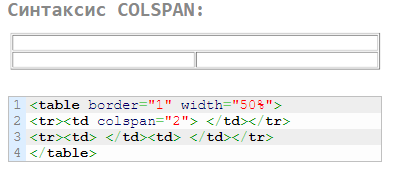 Синтаксис COLSPAN:
1 <table border="1" width="50%">
2 <tr><td colspan="2"> </td></tr>
3 <tr><td> </td><td> </td></tr>
4 </table>